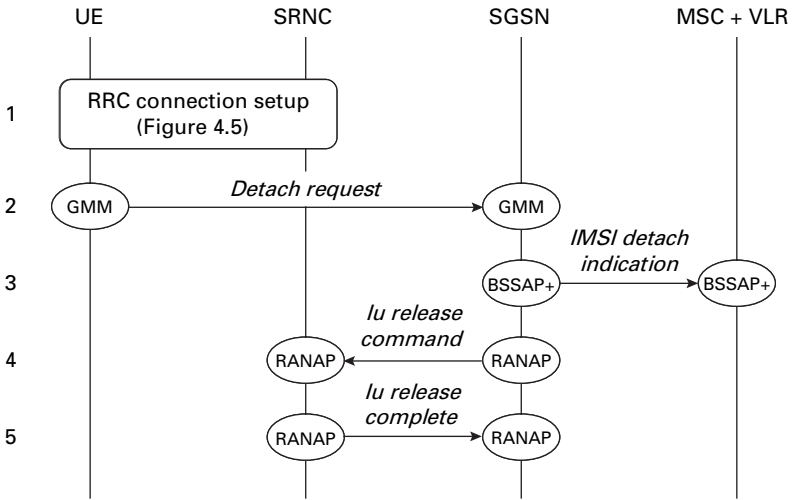 UE SRNC SGSN MSC + VLR
1
RRC connection setup
(Figure 4.5)
2
GMM
Detach request
GMM
3
BSSAP+
IMSI detach
indication
BSSAP+
4
RANAP
Iu release
command
RANAP
5
RANAP
Iu release
complete
RANAP